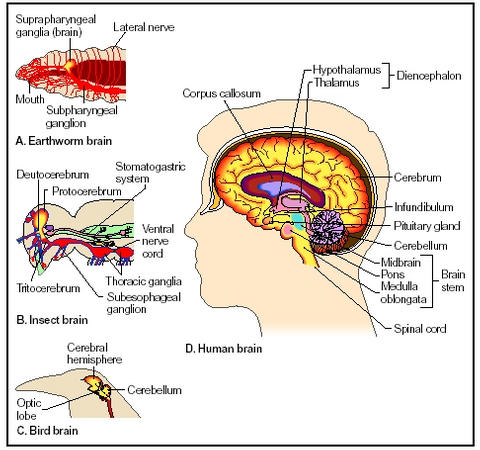 Suprapharyngeal
ganglia (brain)
Lateral nerve
Mouth
Subpharyngeal
ganglion
A. Earthworm brain
Deutocerebrum
Protocerebrum
Stomatogastric
system
Ventral
nerve
cord
Thoracic ganglia
Tritocerebrum
Subesophageal
ganglion
B. Insect brain
Cerebral
hemisphere
Cerebellum
Optic
lobe
C. Bird brain
Hypothalamus
Thalamus
Diencephalon
Corpus callosum
Cerebrum
Infundibulum
Pituitary gland
Cerebellum
Midbrain
Pons
Medulla
oblongata
Brain
stem
Spinal cord
D. Human brain